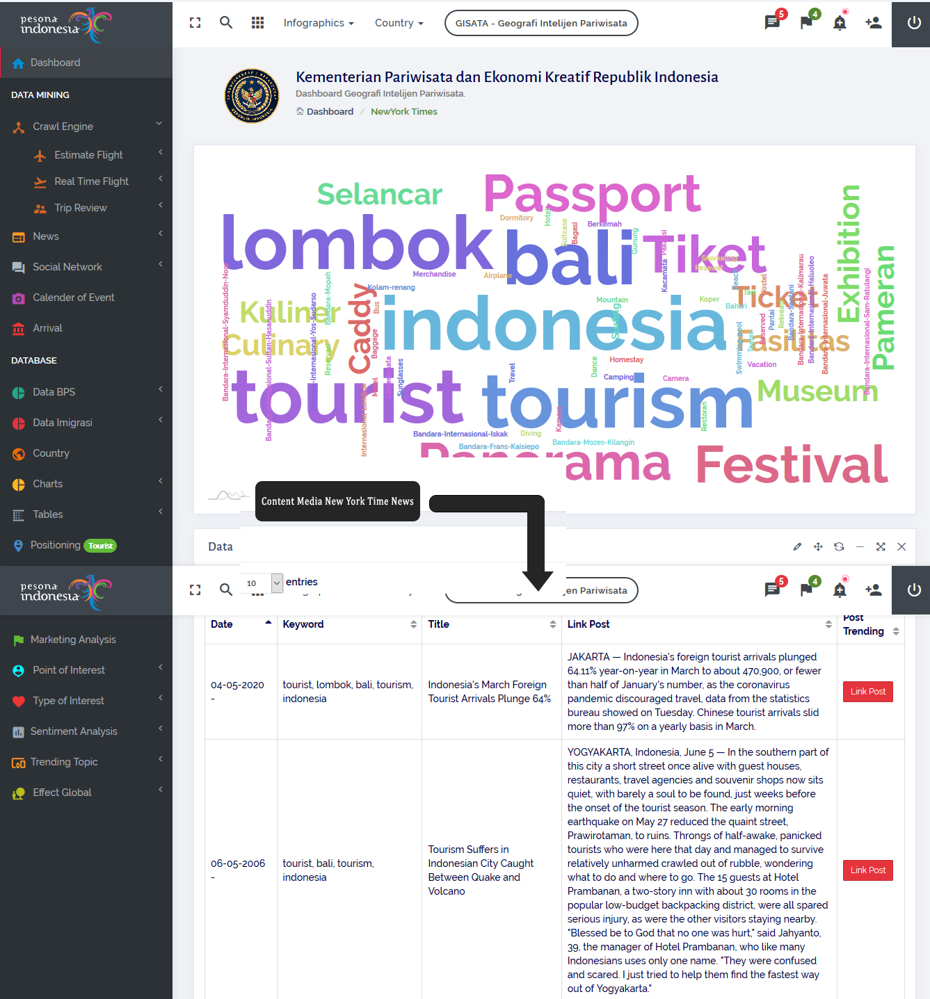 pesona
indonesia
Infographics
Country
GISATA - Geografi Intelijen Pariwisata
5
4
Dashboard
DATA MINING
Crawl Engine
Estimate Flight
Real Time Flight
Trip Review
News
Social Network
Calender of Event
Arrival
DATABASE
Data BPS
Data Imigrasi
Country
Charts
Tables
Positioning Tourist
Kementerian Pariwisata dan Ekonomi Kreatif Republik Indonesia
Dashboard Geografi Intelijen Pariwisata.
Dashboard / NewYork Times
REPUBLIK INDONESIA
Selancar
Passport
Dormitory
Hotel
Suitcase
Bagasi
Berkemah
lombok
bali
Gunung
Tiket
Pakaian
Snorkeling
Pesawat
Exhibition
Pameran
Merchandise
Airplane
Kacamata
Beach
Kolam-renang
Bandara-Internasional-Syamduddin-Noor
Bandara-Mopah
Kuliner
Culinary
Caddy
Bus
indonesia
Mountain
Surfing
Koper
Bahari
Tari
Ticket
Hostel
Fasilitas
Bandara-Internasional-Sultan-Hasanuddin
Bandara-Internasional-Yos-Sudarso
Reservasi
Baggage
Motel
Sunglasses
Pantai
Rekreasi
Reserved
Bandara-Sentani
Bandara-Internasional-Kalimarau
Bandara-Internasional-Haluoleo
Bandara-Internasional-Juwata
Bandara-Internasional-Sam-Ratulangi
Swimming-pool
Vacation
Homestay
Dance
Travel
Camping
Camera
tourist
tourism
Museum
Internasional-Lombok
Kamera
Restoran
Bandara-Internasional-Iskak
Diving
Bandara-Frans-Kaisiepo
Bandara-Mozes-Kilangin
Panorama
Festival
Content Media New York Time News
Data
10 entries
pesona
indonesia
jen Pariwisata
5
4
Marketing Analysis
Point of Interest
Type of Interest
Sentiment Analysis
Trending Topic
Effect Global
Date
Keyword
Title
Link Post
Post
Trending
04-05-2020
-
tourist, lombok, bali, tourism,
indonesia
Indonesia's March Foreign
Tourist Arrivals Plunge 64%
JAKARTA — Indonesia's foreign tourist arrivals plunged
64.11% year-on-year in March to about 470,900, or fewer
than half of January's number, as the coronavirus
pandemic discouraged travel, data from the statistics
bureau showed on Tuesday. Chinese tourist arrivals slid
more than 97% on a yearly basis in March.
Link Post
06-05-2006
-
tourist, bali, tourism,
indonesia
Tourism Suffers in
Indonesian City Caught
Between Quake and
Volcano
YOGYAKARTA, Indonesia, June 5 — In the southern part of
this city a short street once alive with guest houses,
restaurants, travel agencies and souvenir shops now sits
quiet, with barely a soul to be found, just weeks before
the onset of the tourist season. The early morning
earthquake on May 27 reduced the quaint street,
Prawirotaman, to ruins. Throngs of half-awake, panicked
tourists who were here that day and managed to survive
relatively unharmed crawled out of rubble, wondering
what to do and where to go. The 15 guests at Hotel
Prambanan, a two-story inn with about 30 rooms in the
popular low-budget backpacking district, were all spared
serious injury, as were the other visitors staying nearby.
"Blessed be to God that no one was hurt," said Jahyanto,
39, the manager of Hotel Prambanan, who like many
Indonesians uses only one name. "They were confused
and scared. I just tried to help them find the fastest way
out of Yogyakarta."
Link Post